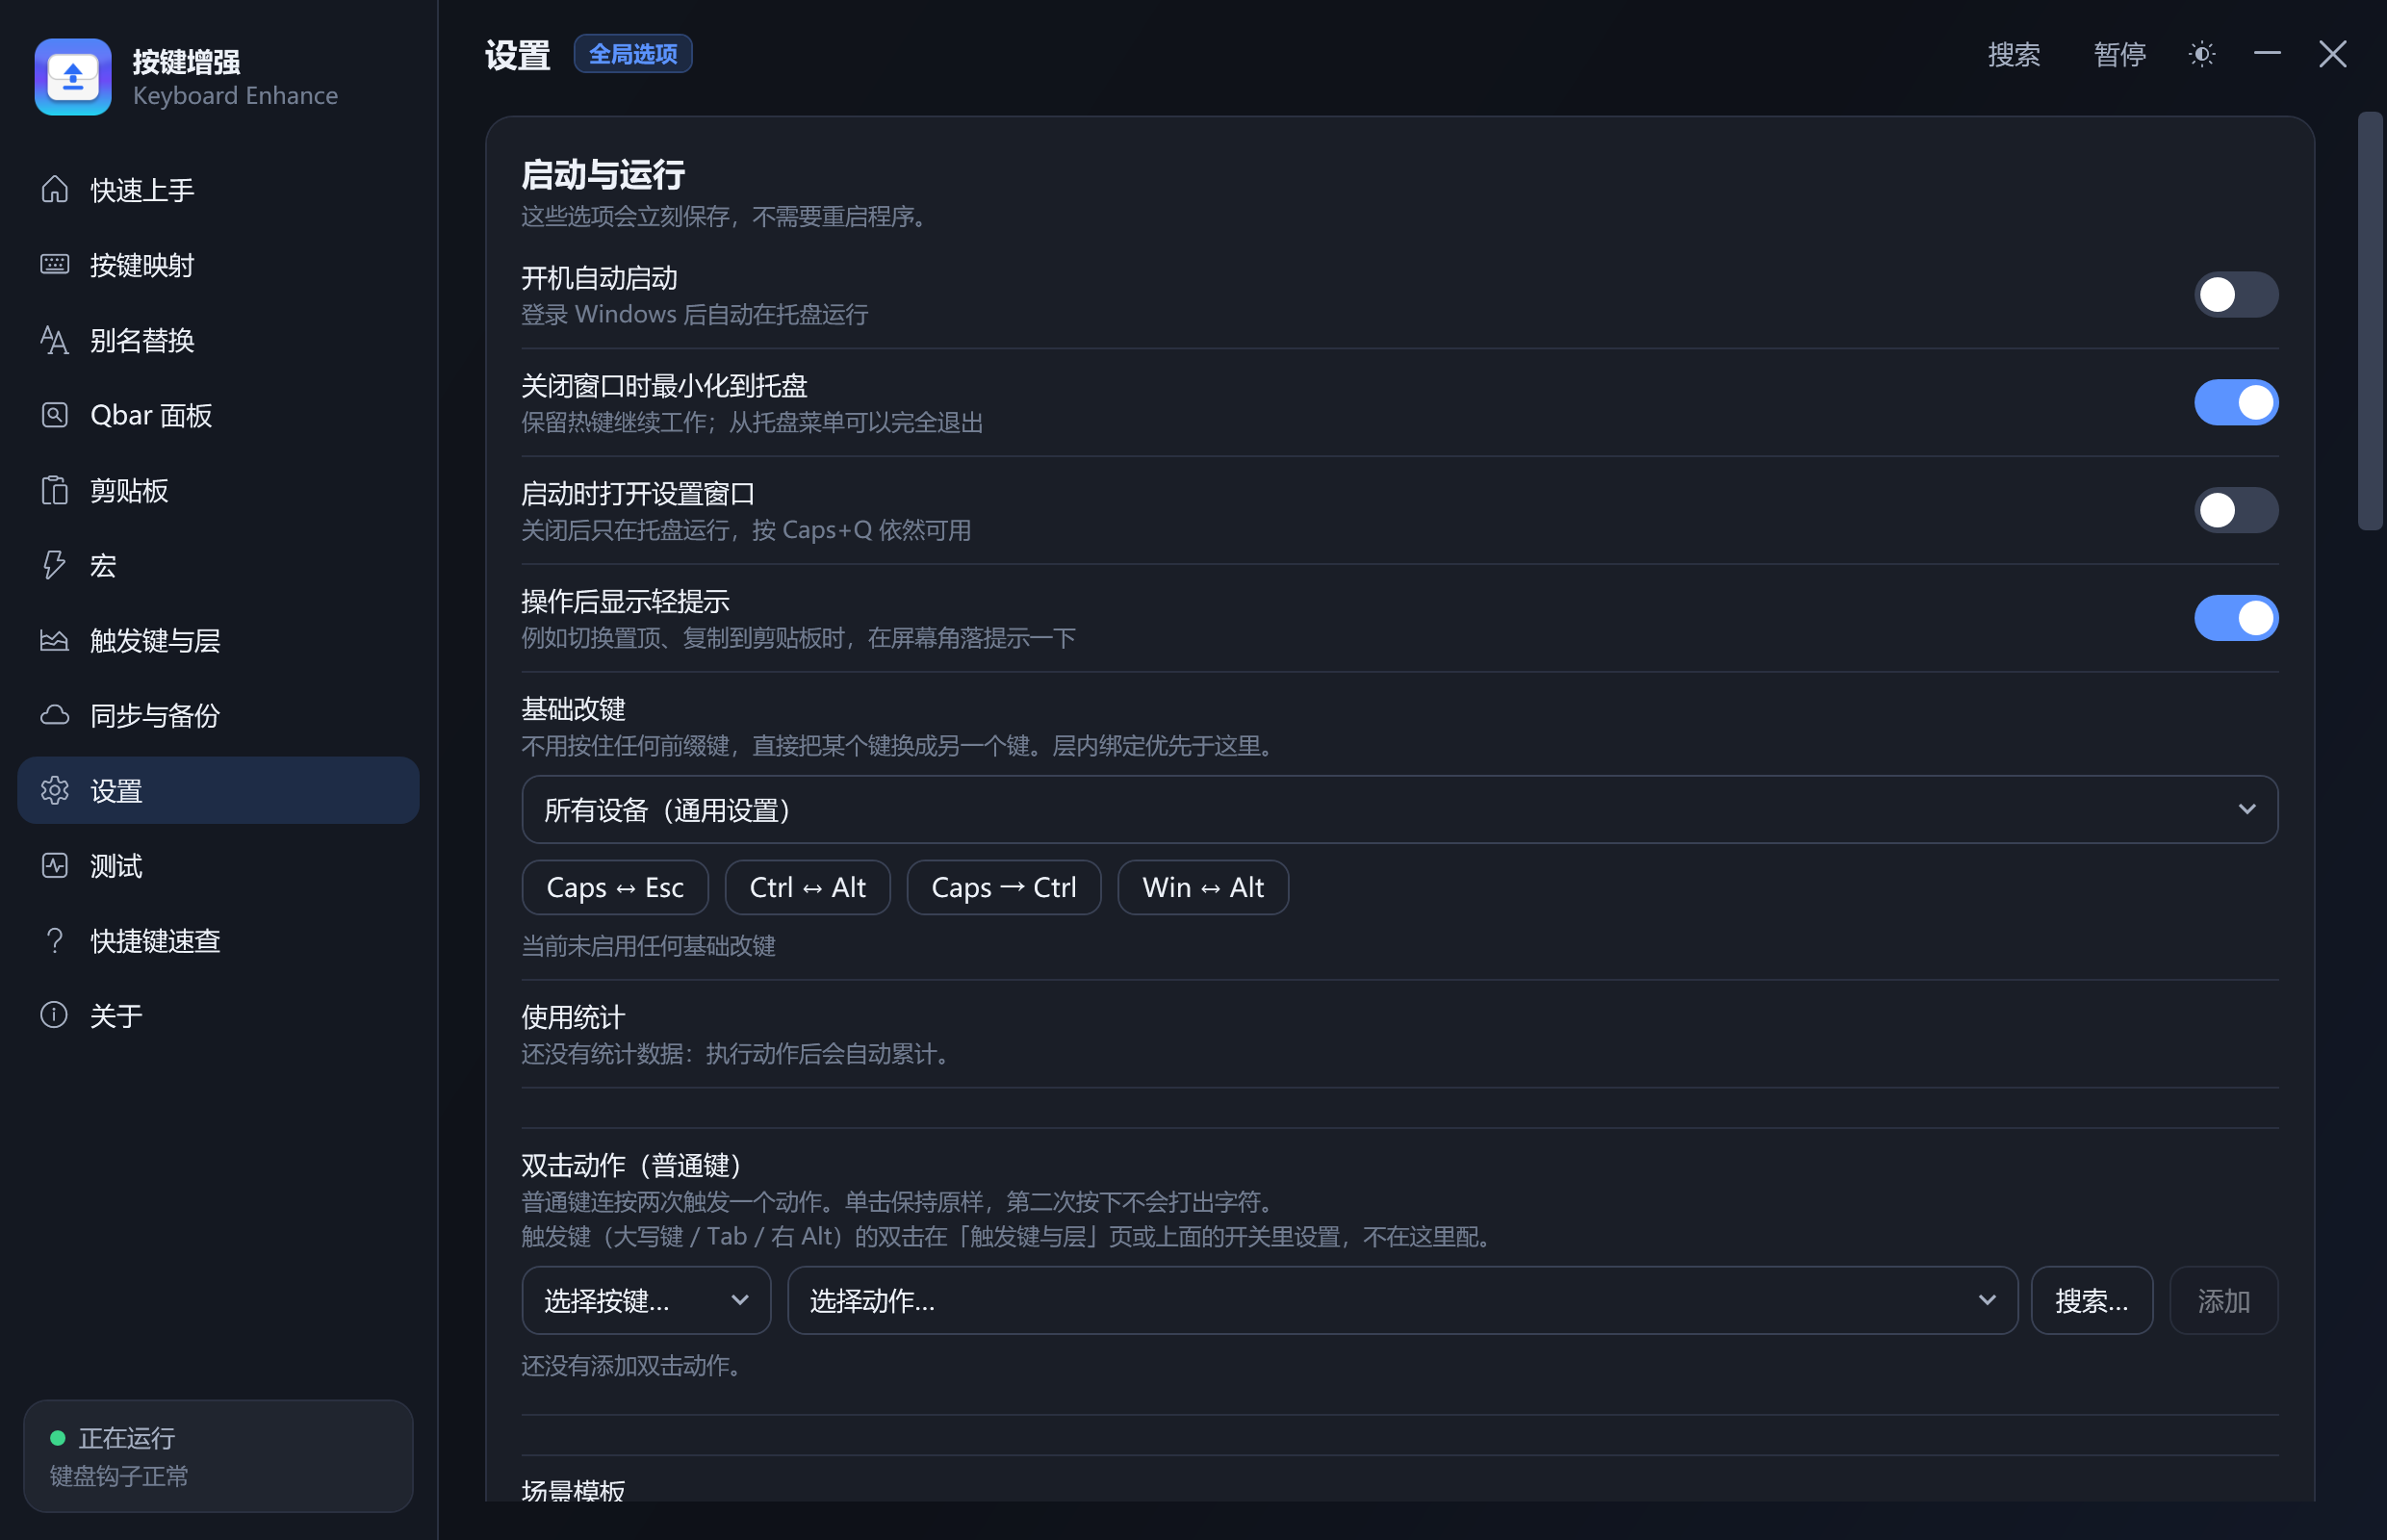 按键增强
Keyboard Enhance
快速上手
按键映射
别名替换
Qbar 面板
剪贴板
宏
触发键与层
同步与备份
设置
测试
快捷键速查
关于
正在运行
键盘钩子正常
设置
全局选项
搜索
暂停
启动与运行
这些选项会立刻保存，不需要重启程序。
开机自动启动
登录 Windows 后自动在托盘运行
关闭窗口时最小化到托盘
保留热键继续工作；从托盘菜单可以完全退出
启动时打开设置窗口
关闭后只在托盘运行，按 Caps+Q 依然可用
操作后显示轻提示
例如切换置顶、复制到剪贴板时，在屏幕角落提示一下
基础改键
不用按住任何前缀键，直接把某个键换成另一个键。层内绑定优先于这里。
所有设备（通用设置）
Caps ↔ Esc
Ctrl ↔ Alt
Caps → Ctrl
Win ↔ Alt
当前未启用任何基础改键
使用统计
还没有统计数据：执行动作后会自动累计。
双击动作（普通键）
普通键连按两次触发一个动作。单击保持原样，第二次按下不会打出字符。
触发键（大写键 / Tab / 右 Alt）的双击在「触发键与层」页或上面的开关里设置，不在这里配。
选择按键...
选择动作...
搜索...
添加
还没有添加双击动作。
场景模板